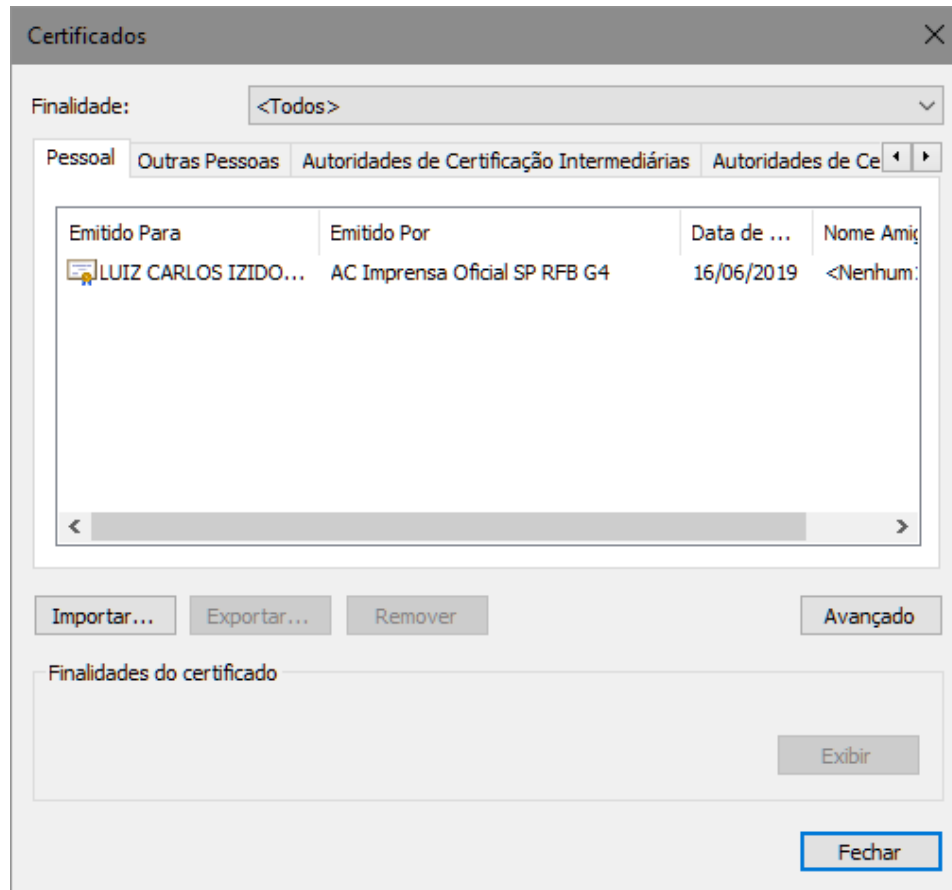 Certificados
Finalidade: <Todos>
Pessoal Outras Pessoas Autoridades de Certificação Intermediárias Autoridades de Ce
Emitido Para Emitido Por Data de ... Nome Amig
LUIZ CARLOS IZIDO... AC Imprensa Oficial SP RFB G4 16/06/2019 <Nenhum>
Importar... Exportar... Remover Avançado
Finalidades do certificado
Exibir
Fechar